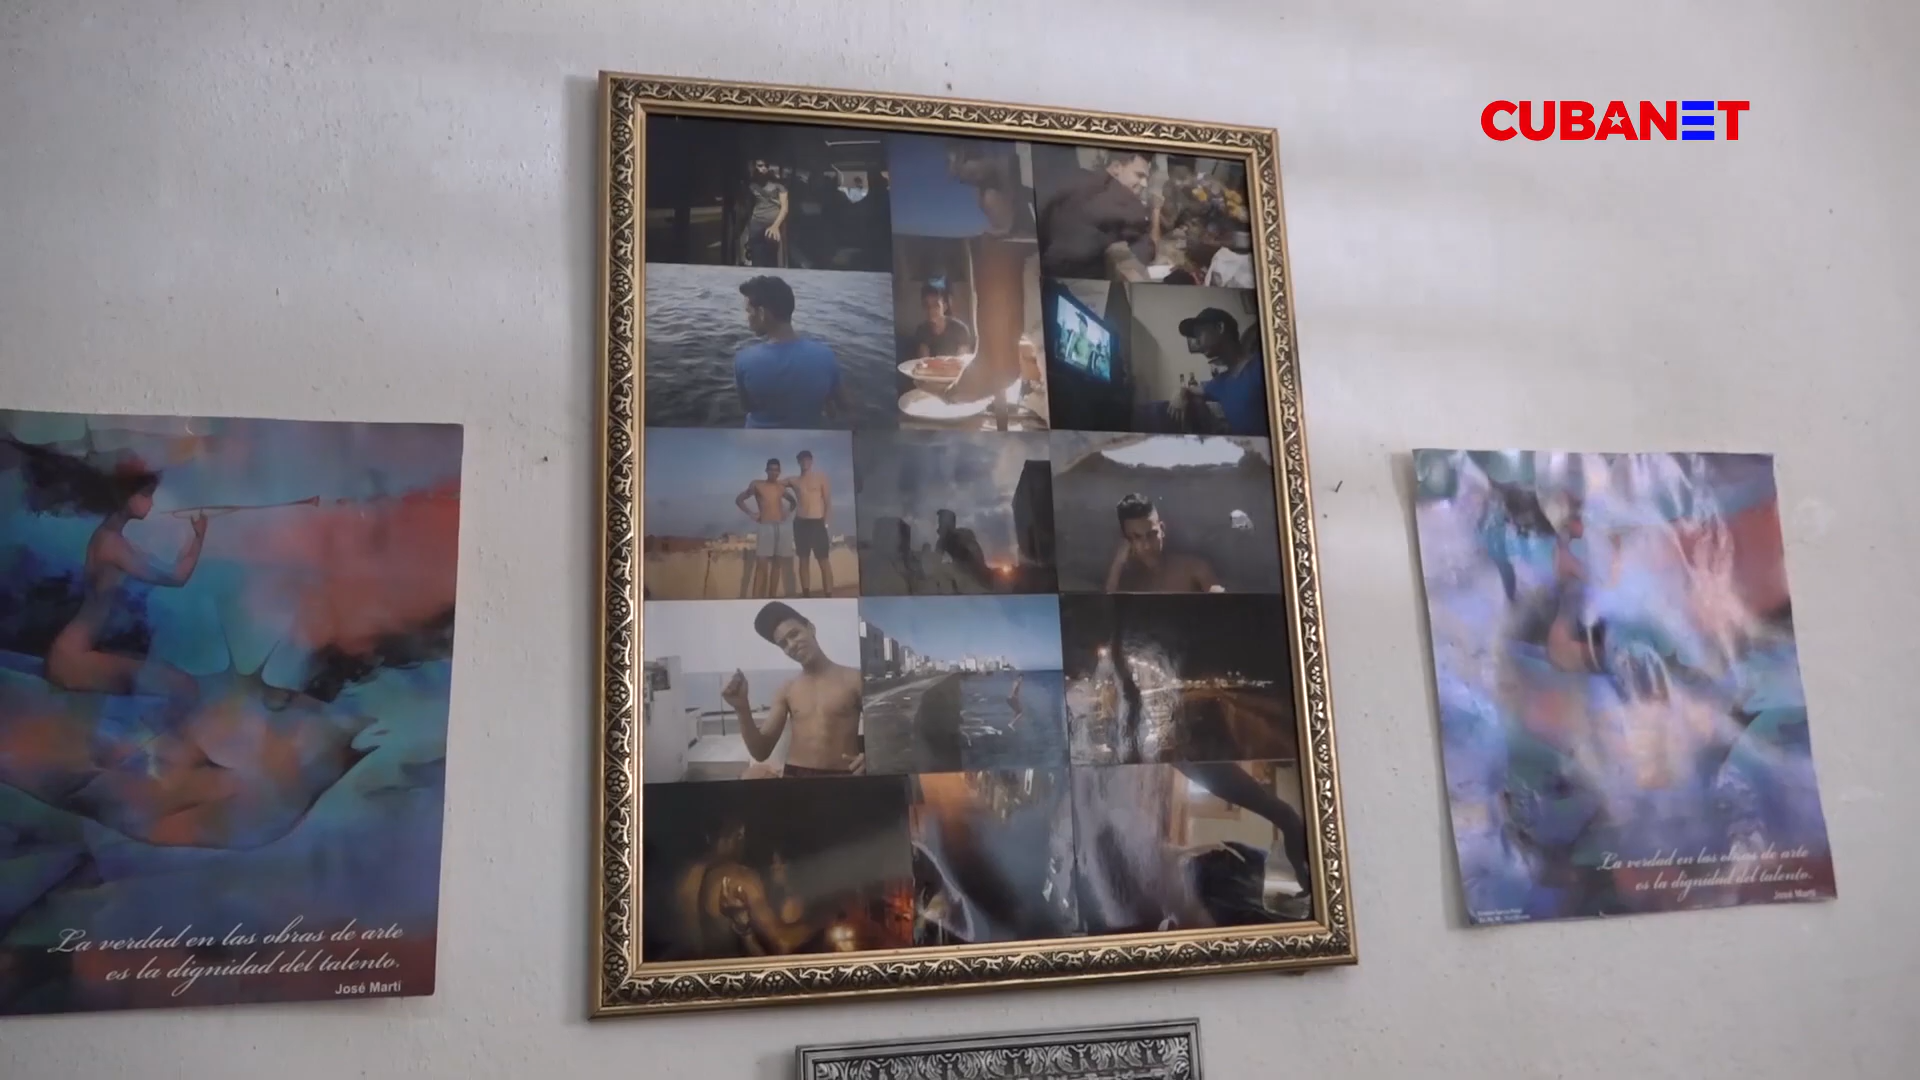 CUBANET
La verdad en las obras de arte
es la dignidad del talento.
José Martí
La verdad en las obras de arte
es la dignidad del talento.
José Martí